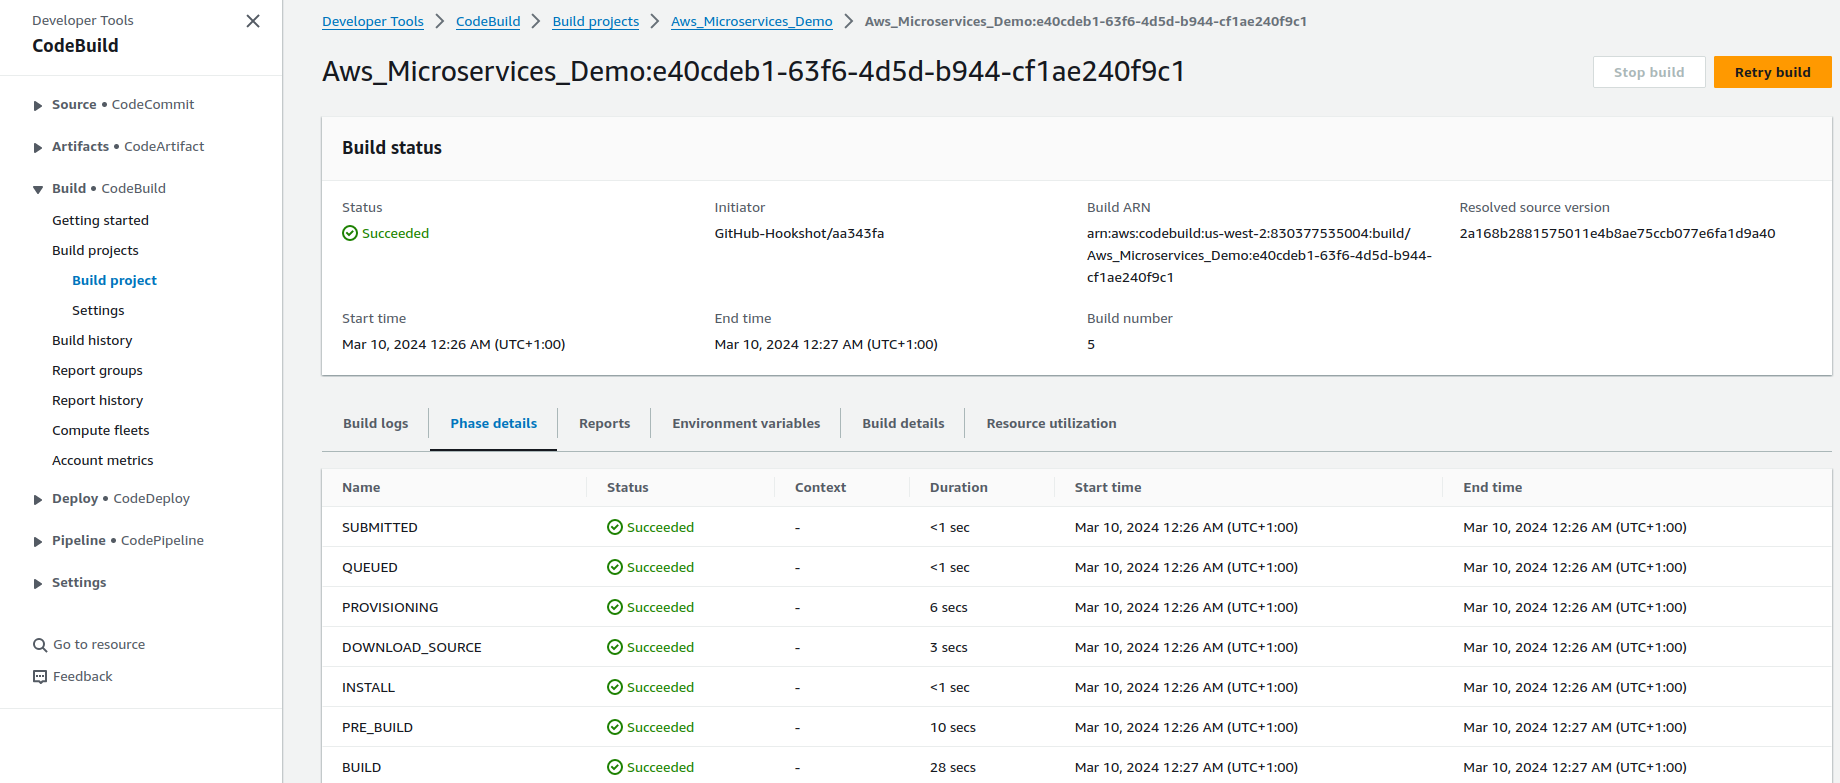 Developer Tools
CodeBuild
Source • CodeCommit
Artifacts • CodeArtifact
Build • CodeBuild
Getting started
Build projects
Build project
Settings
Build history
Report groups
Report history
Compute fleets
Account metrics
Deploy • CodeDeploy
Pipeline • CodePipeline
Settings
Go to resource
Feedback
Developer Tools > CodeBuild > Build projects > Aws_Microservices_Demo > Aws_Microservices_Demo:e40cdeb1-63f6-4d5d-b944-cf1ae240f9c1
Aws_Microservices_Demo:e40cdeb1-63f6-4d5d-b944-cf1ae240f9c1
Stop build
Retry build
Build status
Status
Succeeded
Initiator
GitHub-Hookshot/aa343fa
Build ARN
arn:aws:codebuild:us-west-2:830377535004:build/
Aws_Microservices_Demo:e40cdeb1-63f6-4d5d-b944-
cf1ae240f9c1
Resolved source version
2a168b2881575011e4b8ae75ccb077e6fa1d9a40
Start time
Mar 10, 2024 12:26 AM (UTC+1:00)
End time
Mar 10, 2024 12:27 AM (UTC+1:00)
Build number
5
Build logs
Phase details
Reports
Environment variables
Build details
Resource utilization
Name Status Context Duration Start time End time
SUBMITTED Succeeded - <1 sec Mar 10, 2024 12:26 AM (UTC+1:00) Mar 10, 2024 12:26 AM (UTC+1:00)
QUEUED Succeeded - <1 sec Mar 10, 2024 12:26 AM (UTC+1:00) Mar 10, 2024 12:26 AM (UTC+1:00)
PROVISIONING Succeeded - 6 secs Mar 10, 2024 12:26 AM (UTC+1:00) Mar 10, 2024 12:26 AM (UTC+1:00)
DOWNLOAD_SOURCE Succeeded - 3 secs Mar 10, 2024 12:26 AM (UTC+1:00) Mar 10, 2024 12:26 AM (UTC+1:00)
INSTALL Succeeded - <1 sec Mar 10, 2024 12:26 AM (UTC+1:00) Mar 10, 2024 12:26 AM (UTC+1:00)
PRE_BUILD Succeeded - 10 secs Mar 10, 2024 12:26 AM (UTC+1:00) Mar 10, 2024 12:27 AM (UTC+1:00)
BUILD Succeeded - 28 secs Mar 10, 2024 12:27 AM (UTC+1:00) Mar 10, 2024 12:27 AM (UTC+1:00)